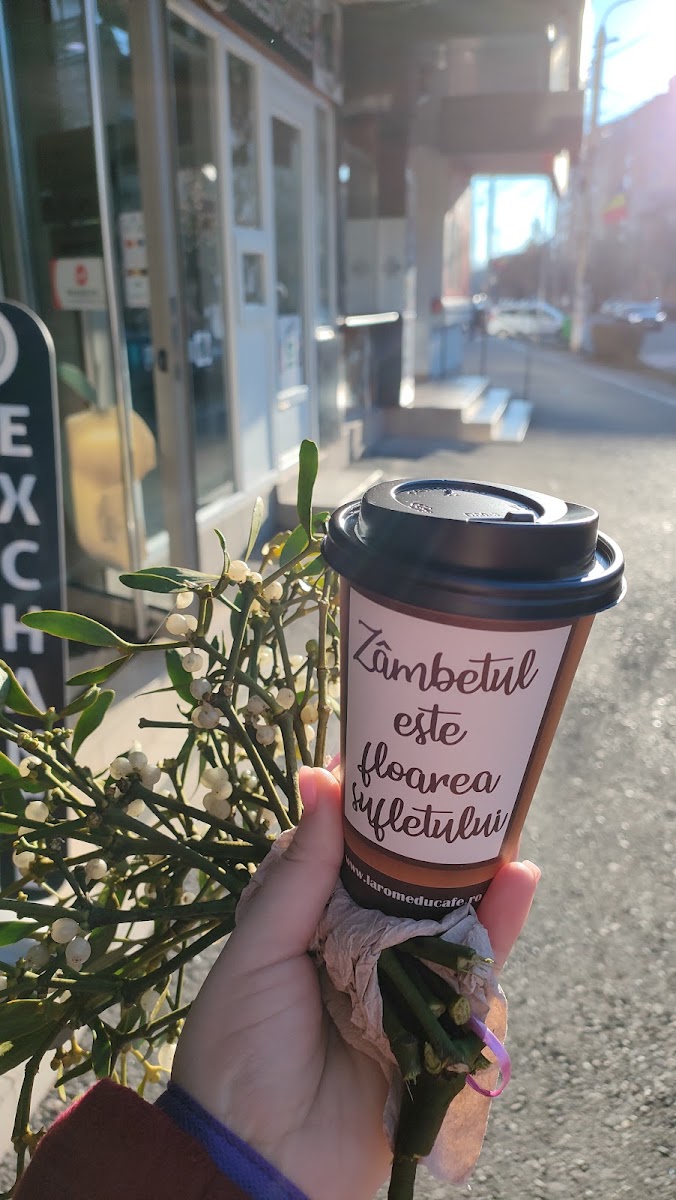 EXCHA
Zâmbetul
este
floarea
sufletului
www.laromeducafe.ro